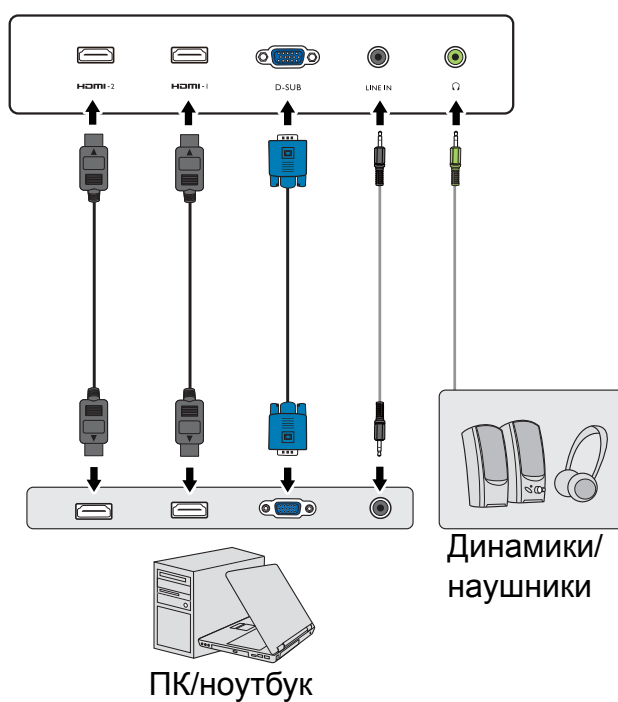 HDMI-2
HDMI-1
D-SUB
LINE IN
Динамики/
наушники
ПК/ноутбук